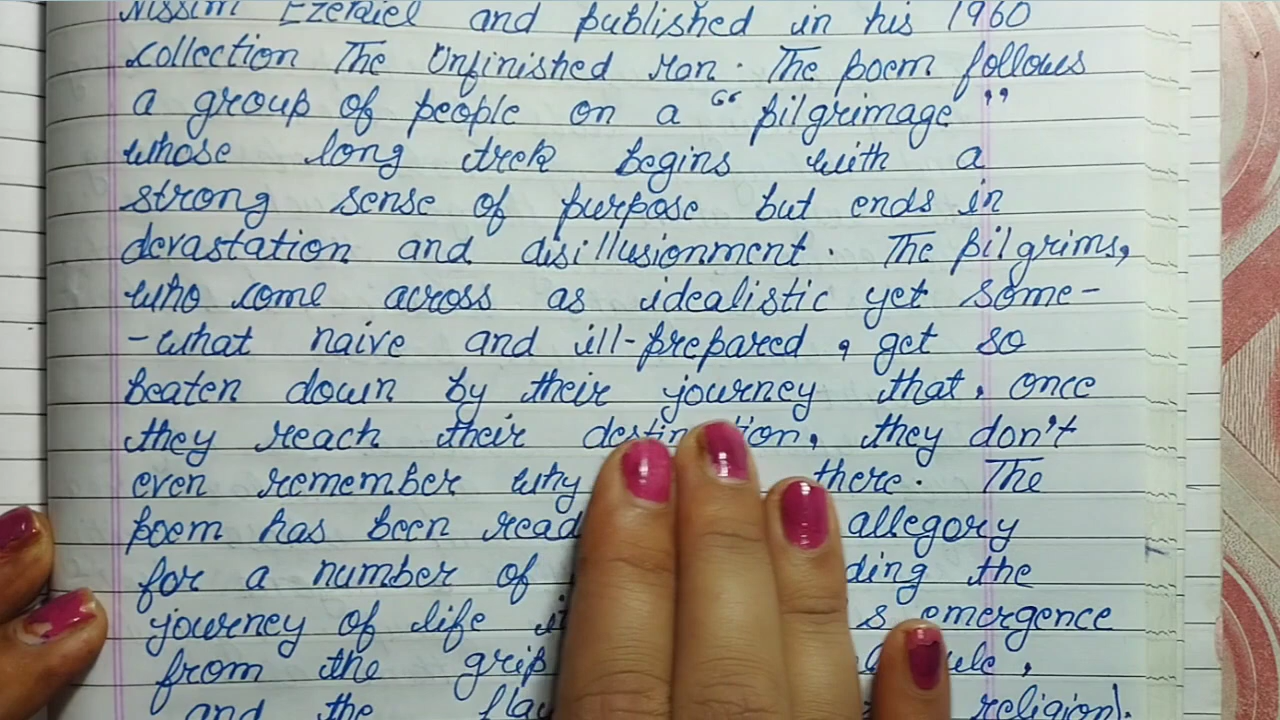 Nissim Ezekiel and published in his 1960
collection The Unfinished Man. The poem follows
a group of people on a "pilgrimage"
whose long trek begins with a
strong sense of purpose but ends in
devastation and disillusionment. The pilgrims,
who come across as idealistic yet some-
-what naive and ill-prepared, get so
beaten down by their journey that, once
they reach their destination, they don't
even remember why there. The
poem has been read allegory
for a number of the
journey of life emergence
from the grip
and the religion).